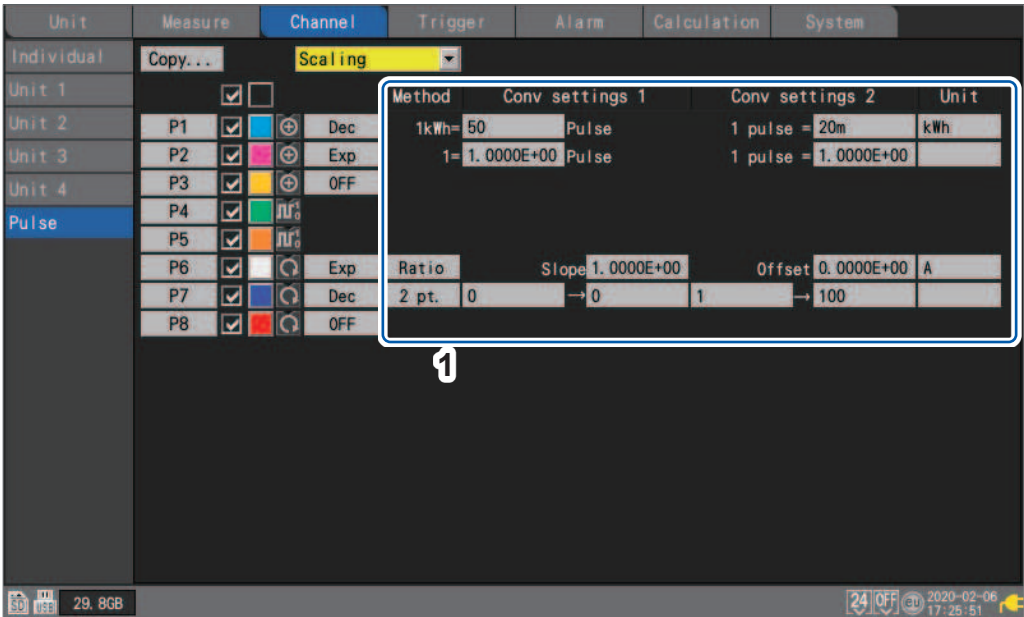 Unit Measure Channel Trigger Alarm Calculation System
Individual Copy... Scaling
Unit 1 Method Conv settings 1 Conv settings 2 Unit
Unit 2 P1 Dec 1kWh= 50 Pulse 1 pulse = 20m kWh
Unit 3 P2 Exp 1= 1.0000E+00 Pulse 1 pulse = 1.0000E+00
Unit 4 P3 OFF
Pulse P4
P5
P6 Exp Ratio Slope 1.0000E+00 Offset 0.0000E+00 A
P7 Dec 2 pt. 0 →0 1 → 100
P8 OFF
1
SD USB 29.8GB 24 OFF EU 2020-02-06
17:25:51